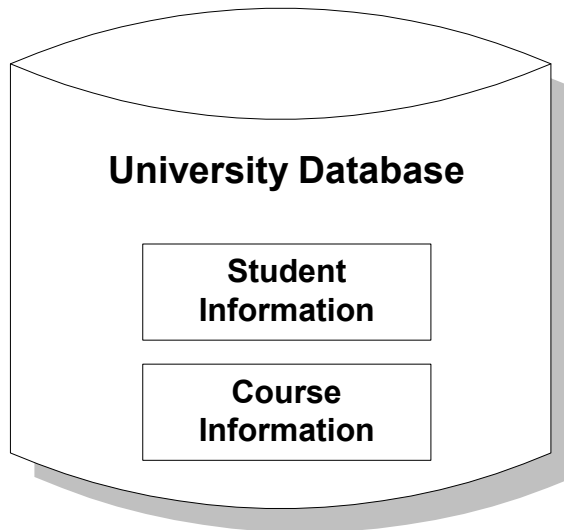 University Database
Student
Information
Course
Information